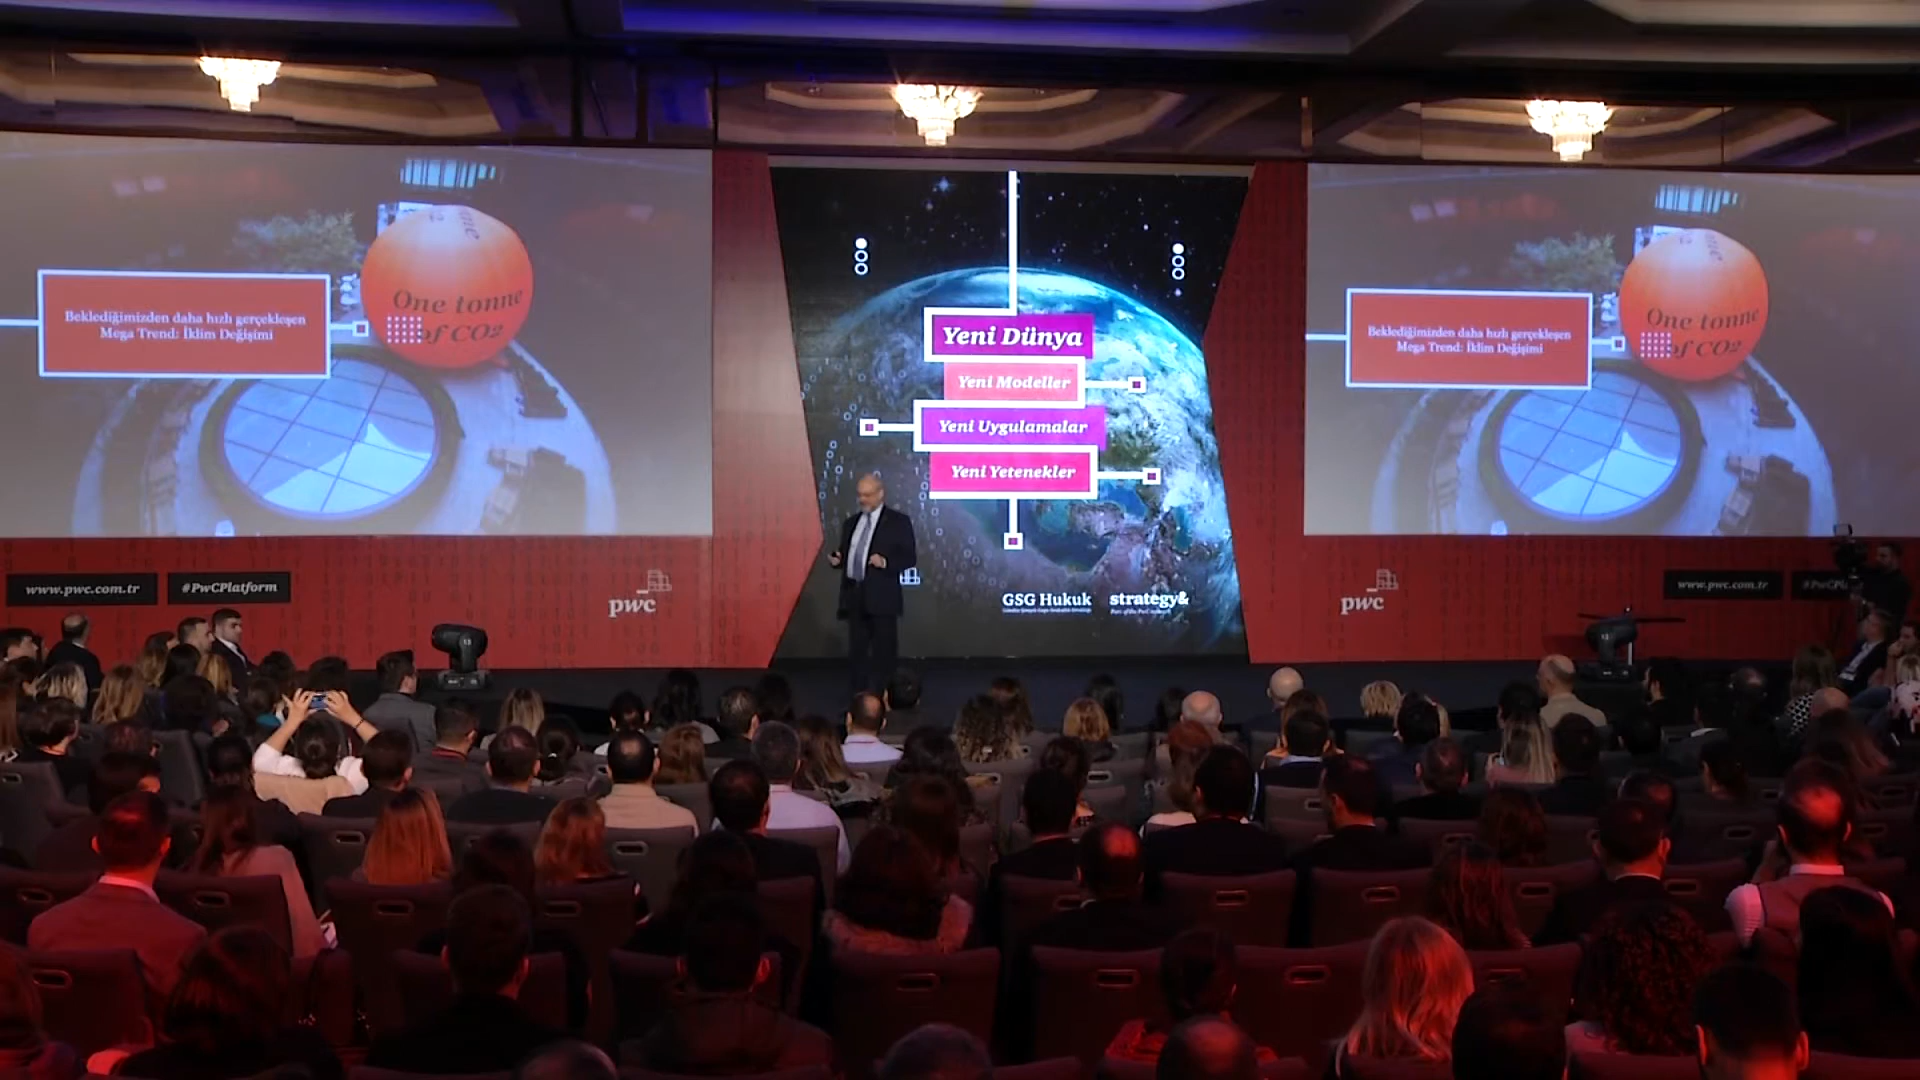 One tonne
of CO2
Beklediğimizden daha hızlı gerçekleşen
Mega Trend: İklim Değişimi
Yeni Dünya
Yeni Modeller
Yeni Uygulamalar
Yeni Yetenekler
GSG Hukuk
strategy&
One tonne
of CO2
Beklediğimizden daha hızlı gerçekleşen
Mega Trend: İklim Değişimi
www.pwc.com.tr
#PwCPlatform
pwc
pwc
www.pwc.com.tr
#PwCPla